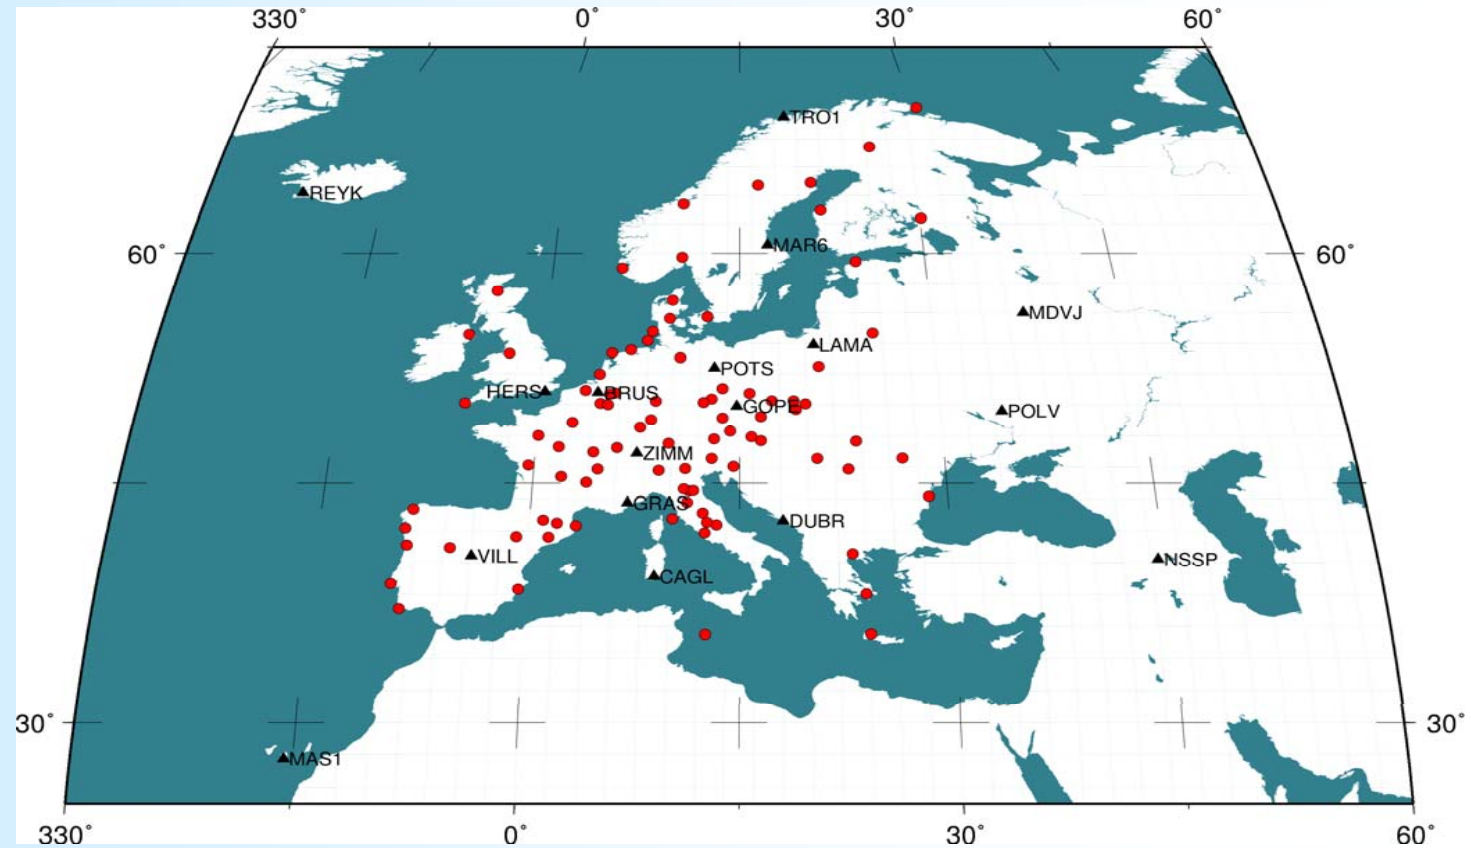 330° 0° 30° 60°
TRO1
REYK
MAR6
60° 60°
MDVJ
LAMA
POTS
HERS BRUS
GOPE
POLV
ZIMM
GRAS
DUBR
VILL
NSSP
CAGL
30° 30°
MAS1
330° 0° 30° 60°